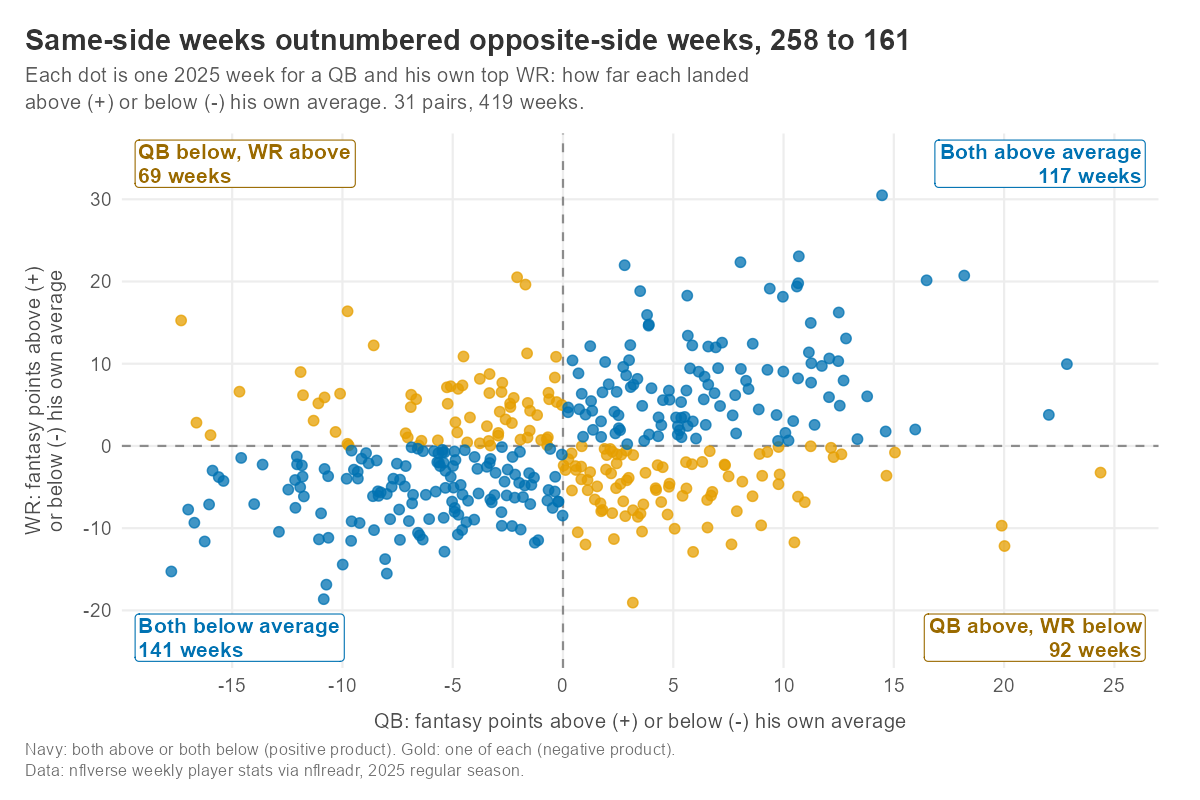 Same-side weeks outnumbered opposite-side weeks, 258 to 161
Each dot is one 2025 week for a QB and his own top WR: how far each landed
above (+) or below (-) his own average. 31 pairs, 419 weeks.
QB below, WR above
69 weeks
Both above average
117 weeks
WR: fantasy points above (+)
or below (-) his own average
30
20
10
0
-10
-20
Both below average
141 weeks
QB above, WR below
92 weeks
-15 -10 -5 0 5 10 15 20 25
QB: fantasy points above (+) or below (-) his own average
Navy: both above or both below (positive product). Gold: one of each (negative product).
Data: nflverse weekly player stats via nflreadr, 2025 regular season.